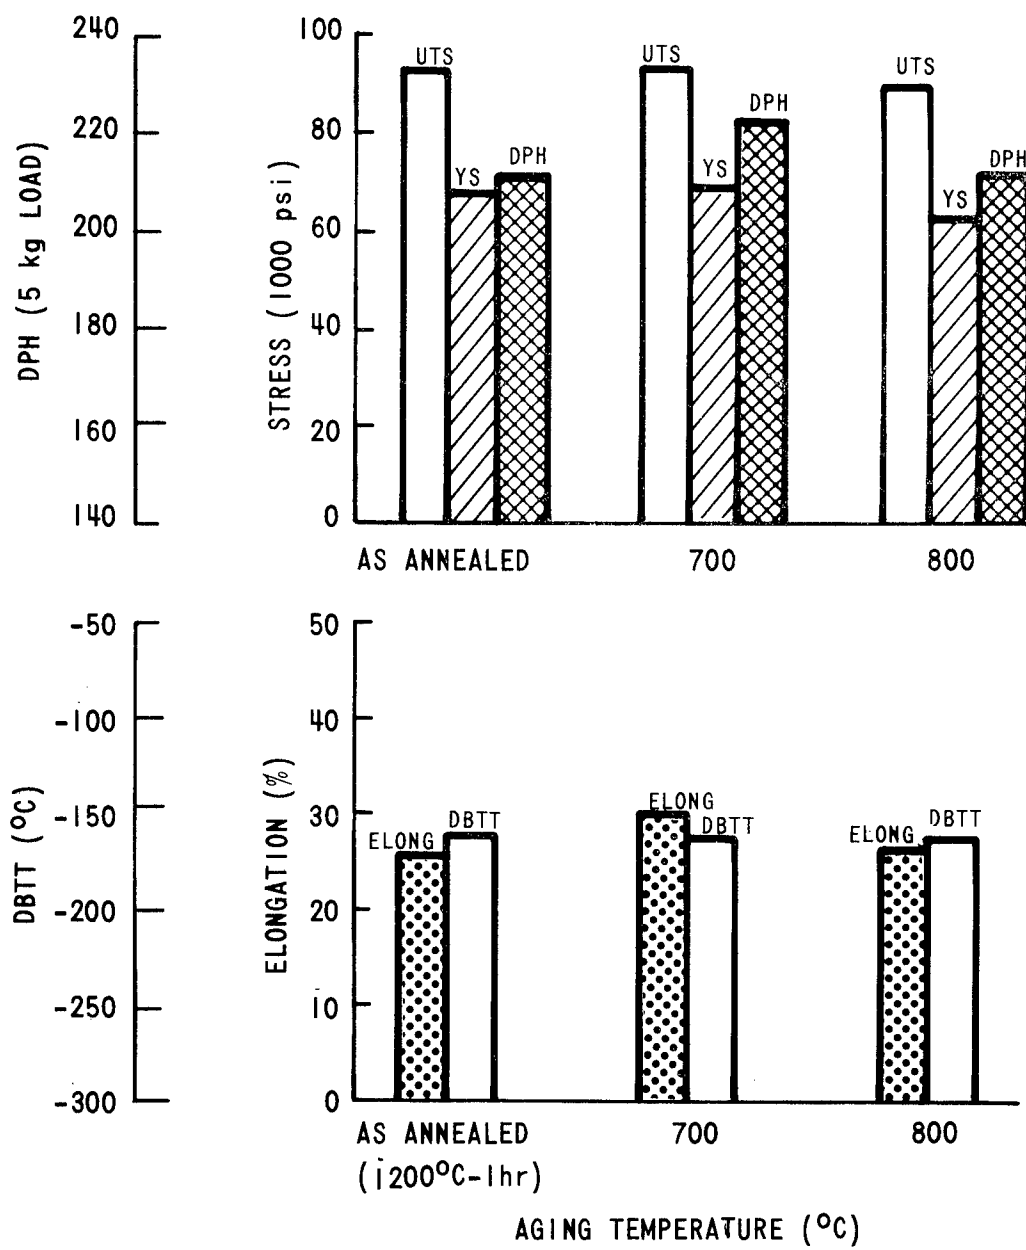 DPH (5 kg LOAD)
240
220
200
180
160
140
STRESS (1000 psi)
100
80
60
40
20
0
UTS
YS
DPH
UTS
YS
DPH
UTS
YS
DPH
AS ANNEALED
700
800
DBTT (°C)
-50
-100
-150
-200
-250
-300
ELONGATION (%)
50
40
30
20
10
0
ELONG
DBTT
ELONG
DBTT
ELONG
DBTT
AS ANNEALED
(1200°C-1hr)
700
800
AGING TEMPERATURE (°C)